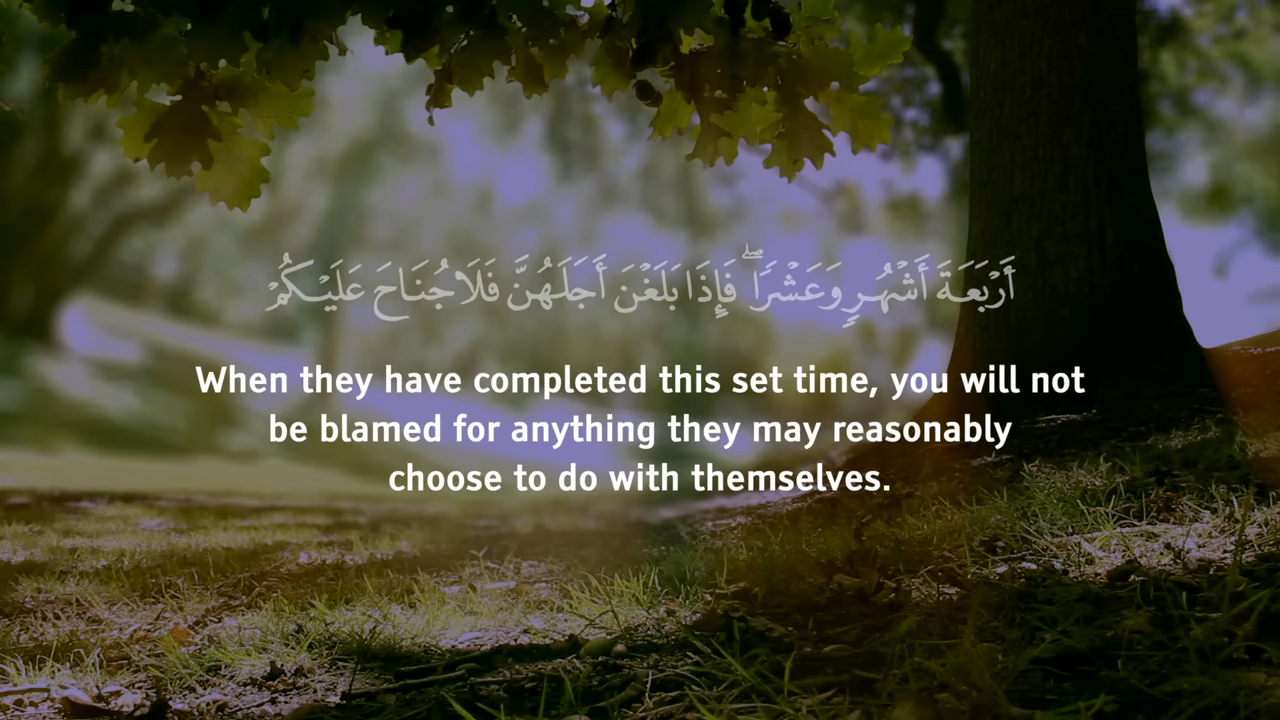 أَرْبَعَةَ أَشْهُرٍ وَعَشْرًا ۖ فَإِذَا بَلَغْنَ أَجَلَهُنَّ فَلَا جُنَاحَ عَلَيْكُمْ
When they have completed this set time, you will not
be blamed for anything they may reasonably
choose to do with themselves.